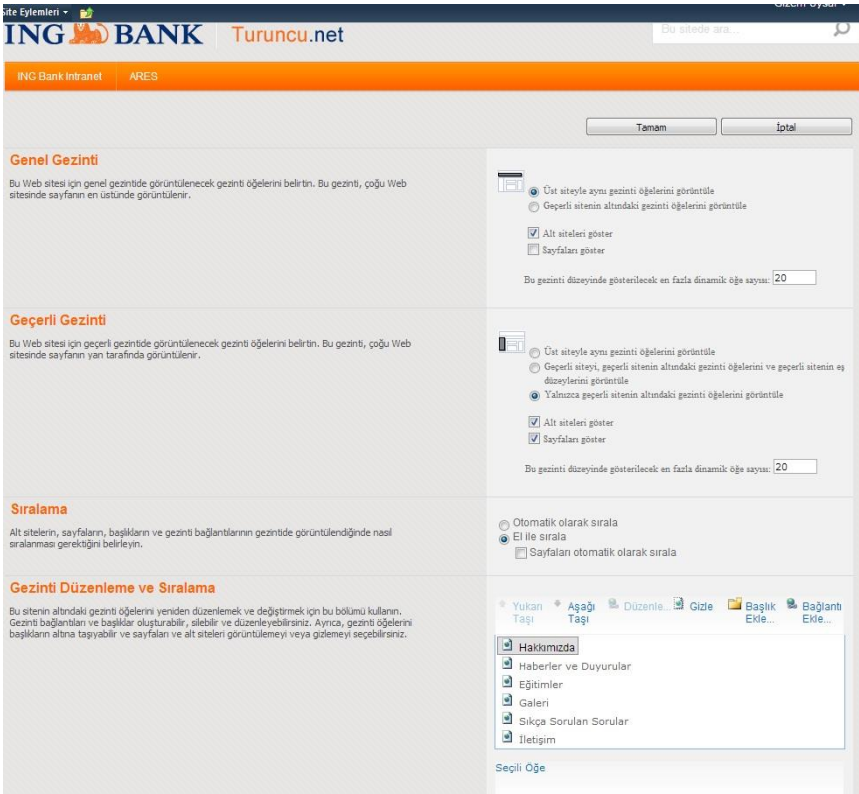 Site Eylemleri
ING BANK Turuncu.net
Bu sitede ara...
ING Bank Intranet ARES
Tamam İptal
Genel Gezinti
Bu Web sitesi için genel gezintide görüntülenecek gezinti öğelerini belirtin. Bu gezinti, çoğu Web
sitesinde sayfanın en üstünde görüntülenir.
Üst siteyle aynı gezinti öğelerini görüntüle
Geçerli sitenin altındaki gezinti öğelerini görüntüle
Alt siteleri göster
Sayfaları göster
Bu gezinti düzeyinde gösterilecek en fazla dinamik öğe sayısı: 20
Geçerli Gezinti
Bu Web sitesi için geçerli gezintide görüntülenecek gezinti öğelerini belirtin. Bu gezinti, çoğu Web
sitesinde sayfanın yan tarafında görüntülenir.
Üst siteyle aynı gezinti öğelerini görüntüle
Geçerli siteyi, geçerli sitenin altındaki gezinti öğelerini ve geçerli sitenin eş
düzeylerini görüntüle
Yalnızca geçerli sitenin altındaki gezinti öğelerini görüntüle
Alt siteleri göster
Sayfaları göster
Bu gezinti düzeyinde gösterilecek en fazla dinamik öğe sayısı: 20
Sıralama
Alt sitelerin, sayfaların, başlıkların ve gezinti bağlantılarının gezintide görüntülendiğinde nasıl
sıralanması gerektiğini belirleyin.
Otomatik olarak sırala
El ile sırala
Sayfaları otomatik olarak sırala
Gezinti Düzenleme ve Sıralama
Bu sitenin altındaki gezinti öğelerini yeniden düzenlemek ve değiştirmek için bu bölümü kullanın.
Gezinti bağlantıları ve başlıklar oluşturabilir, silebilir ve düzenleyebilirsiniz. Ayrıca, gezinti öğelerini
başlıkların altına taşıyabilir ve sayfaları ve alt siteleri görüntülemeyi veya gizlemeyi seçebilirsiniz.
Yukarı Aşağı Düzenle... Gizle Başlık Bağlantı
Taşı Taşı Ekle... Ekle...
Hakkımızda
Haberler ve Duyurular
Eğitimler
Galeri
Sıkça Sorulan Sorular
İletişim
Seçili Öğe